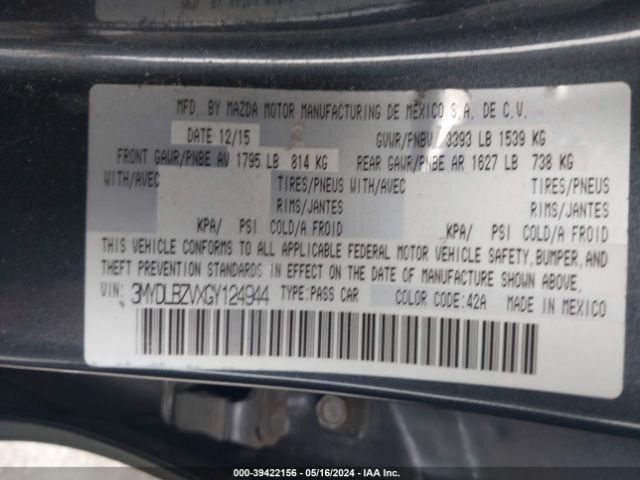 MFD. BY MAZDA MOTOR MANUFACTURING DE MEXICO S.A. DE C.V.
DATE 12/15 GVWR/PNBV 3393 LB 1539 KG
FRONT GAWR/PNBE AV 1795 LB 814 KG REAR GAWR/PNBE AR 1627 LB 738 KG
WITH/AVEC TIRES/PNEUS WITH/AVEC TIRES/PNEUS
RIMS/JANTES RIMS/JANTES
KPA/ PSI COLD/A FROID KPA/ PSI COLD/A FROID
THIS VEHICLE CONFORMS TO ALL APPLICABLE FEDERAL MOTOR VEHICLE SAFETY, BUMPER, AND
THEFT PREVENTION STANDARDS IN EFFECT ON THE DATE OF MANUFACTURE SHOWN ABOVE.
VIN: 3MYDLBZVXGY124944 TYPE:PASS CAR COLOR CODE:42A MADE IN MEXICO
000-39422156 - 05/16/2024 - IAA Inc.